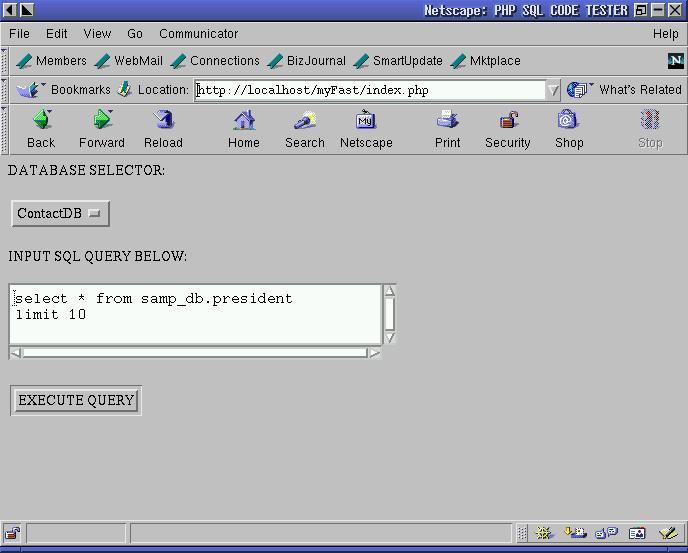 Netscape: PHP SQL CODE TESTER
File Edit View Go Communicator Help
Members WebMail Connections BizJournal SmartUpdate Mktplace N
Bookmarks Location: http://localhost/myFast/index.php What's Related
My
Back Forward Reload Home Search Netscape Print Security Shop Stop
DATABASE SELECTOR:
ContactDB
INPUT SQL QUERY BELOW:
select * from samp_db.president
limit 10
EXECUTE QUERY